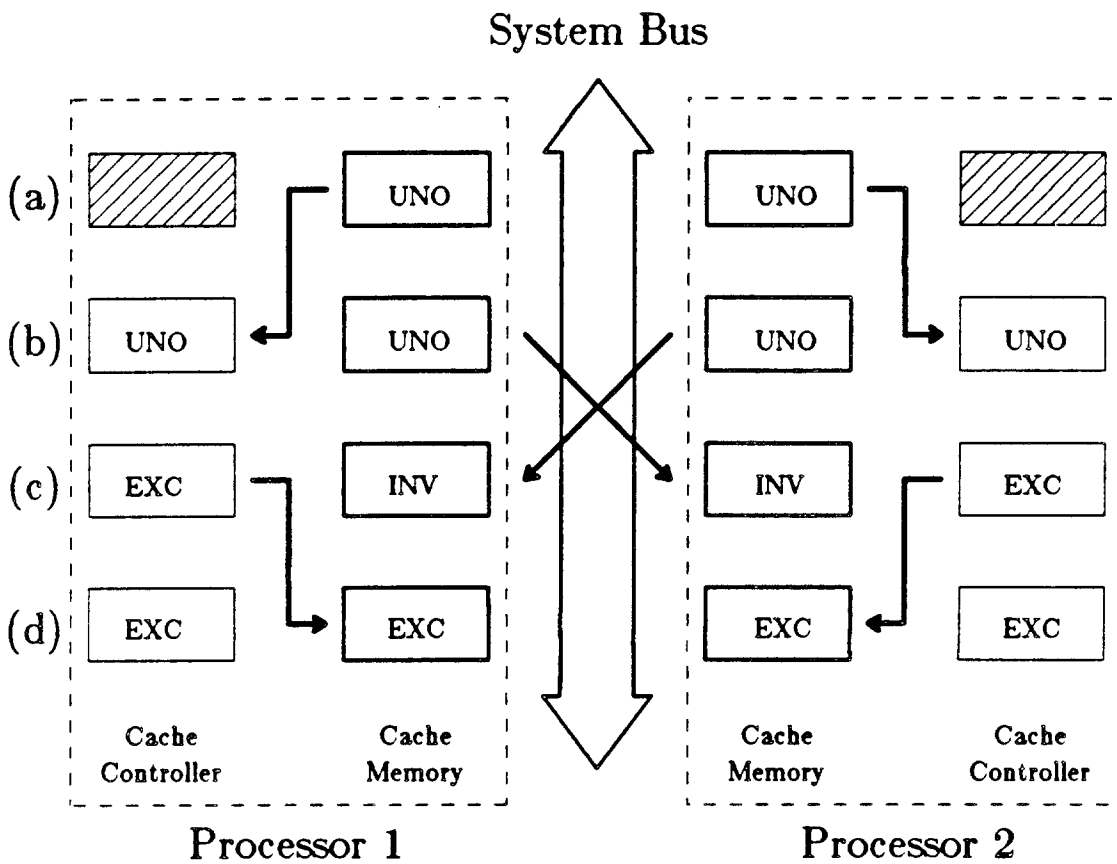 System Bus
(a) UNO UNO
(b) UNO UNO UNO UNO
(c) EXC INV INV EXC
(d) EXC EXC EXC EXC
Cache Controller
Cache Memory
Cache Memory
Cache Controller
Processor 1
Processor 2